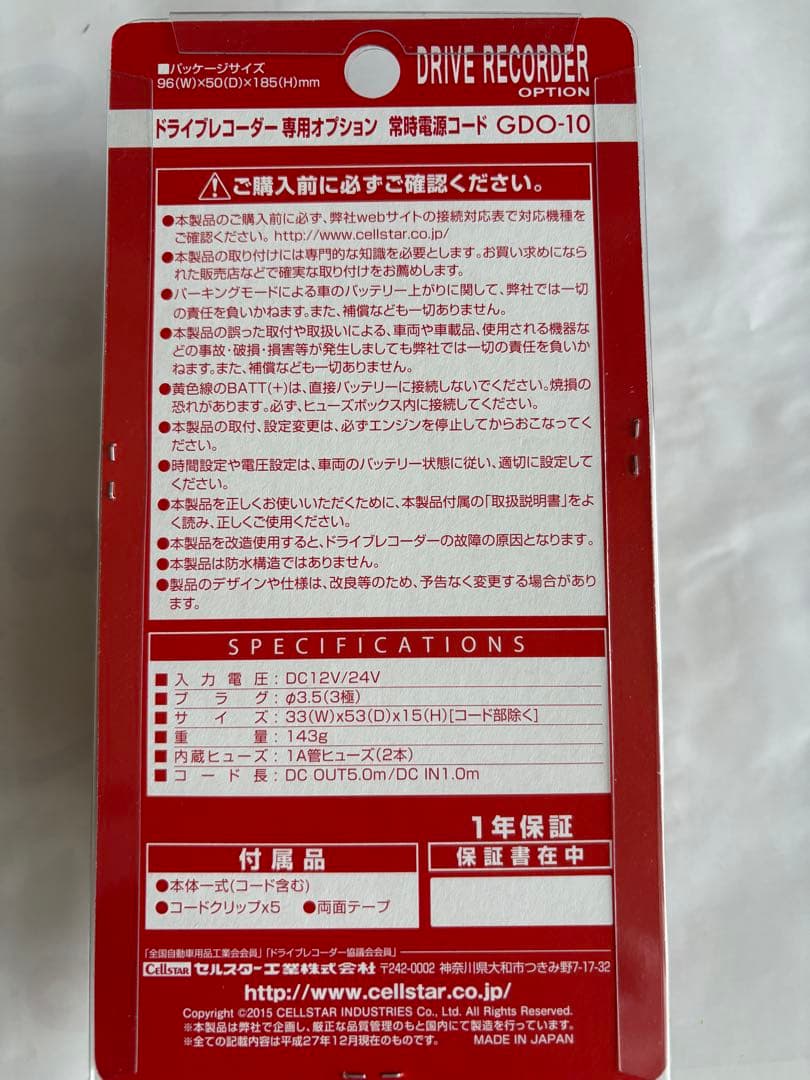 ■パッケージサイズ
96(W)×50(D)×185(H)mm
DRIVE RECORDER
OPTION
ドライブレコーダー 専用オプション 常時電源コード GDO-10
ご購入前に必ずご確認ください。
●本製品のご購入前に必ず、弊社webサイトの接続対応表で対応機種を
ご確認ください。http://www.cellstar.co.jp/
●本製品の取り付けには専門的な知識を必要とします。お買い求めになら
れた販売店などで確実な取り付けをお薦めします。
●パーキングモードによる車のバッテリー上がりに関して、弊社では一切
の責任を負いかねます。また、補償なども一切ありません。
●本製品の誤った取付や取扱いによる、車両や車載品、使用される機器な
どの事故・破損・損害等が発生しましても弊社では一切の責任を負いか
ねます。また、補償なども一切ありません。
●黄色線のBATT(+)は、直接バッテリーに接続しないでください。焼損の
恐れがあります。必ず、ヒューズボックス内に接続してください。
●本製品の取付、設定変更は、必ずエンジンを停止してからおこなってく
ださい。
●時間設定や電圧設定は、車両のバッテリー状態に従い、適切に設定して
ください。
●本製品を正しくお使いいただくために、本製品付属の「取扱説明書」をよ
く読み、正しくご使用ください。
●本製品を改造使用すると、ドライブレコーダーの故障の原因となります。
●本製品は防水構造ではありません。
●製品のデザインや仕様は、改良等のため、予告なく変更する場合があり
ます。
SPECIFICATIONS
■入力電圧:DC12V/24V
■プラグ:φ3.5(3極)
■サイズ:33(W)x53(D)x15(H)[コード部除く]
■重量:143g
■内蔵ヒューズ:1A管ヒューズ(2本)
■コード長:DC OUT5.0m/DC IN1.0m
1年保証
保証書在中
付属品
●本体一式(コード含む)
●コードクリップx5 ●両面テープ
「全国自動車用品工業会会員」「ドライブレコーダー協議会会員」
CELLSTAR セルスター工業株式会社 〒242-0002 神奈川県大和市つきみ野7-17-32
http://www.cellstar.co.jp/
Copyright ©2015 CELLSTAR INDUSTRIES Co., Ltd. All Rights Reserved.
※本製品は弊社で企画し、厳正な品質管理のもと国内にて製造を行っています。
※全ての記載内容は平成27年12月現在のものです。 MADE IN JAPAN